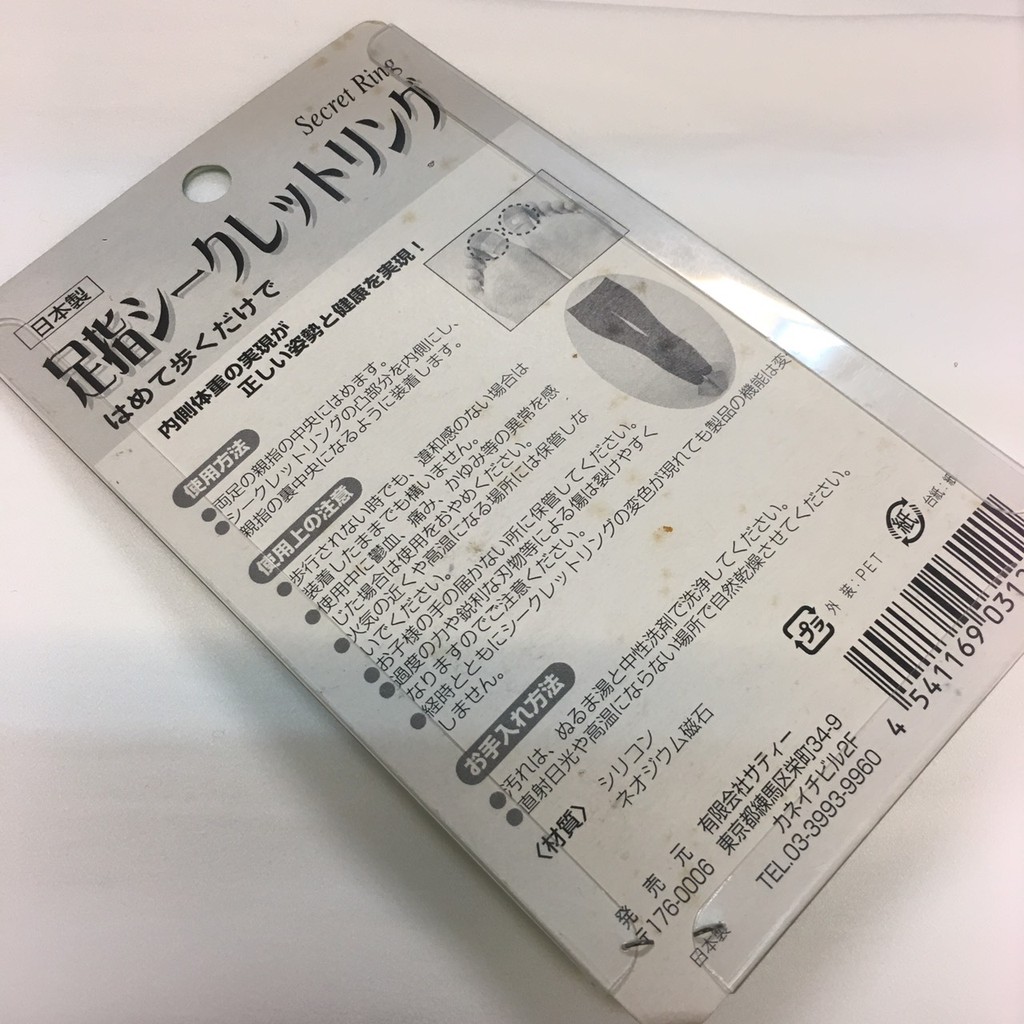 Secret Ring
日本製
足指シークレットリング
はめて歩くだけで
内側体重の実現が
正しい姿勢と健康を実現！
使用方法
●両足の親指の中央にはめます。
●シークレットリングの凸部分を内側にし、
親指の裏中央になるように装着します。
使用上の注意
●歩行されない時でも、違和感のない場合は
装着したままでも構いません。
●使用中に鬱血、痛み、かゆみ等の異常を感
じた場合は使用をおやめください。
●火気の近くや高温になる場所には保管しな
いでください。
●お子様の手の届かない所に保管してください。
●過度の力や鋭利な刃物等による傷は裂けやすく
なりますのでご注意ください。
●経時とともにシークレットリングの変色が現れても製品の機能は変
しません。
お手入れ方法
●汚れは、ぬるま湯と中性洗剤で洗浄してください。
●直射日光や高温にならない場所で自然乾燥させてください。
〈材質〉 シリコン
ネオジウム磁石
プラ
外装:PET
紙
台紙:紙
発売元 有限会社サティー
〒176-0006 東京都練馬区栄町34-9
カネイチビル2F
TEL.03-3993-9960
日本製
4 541169 0312